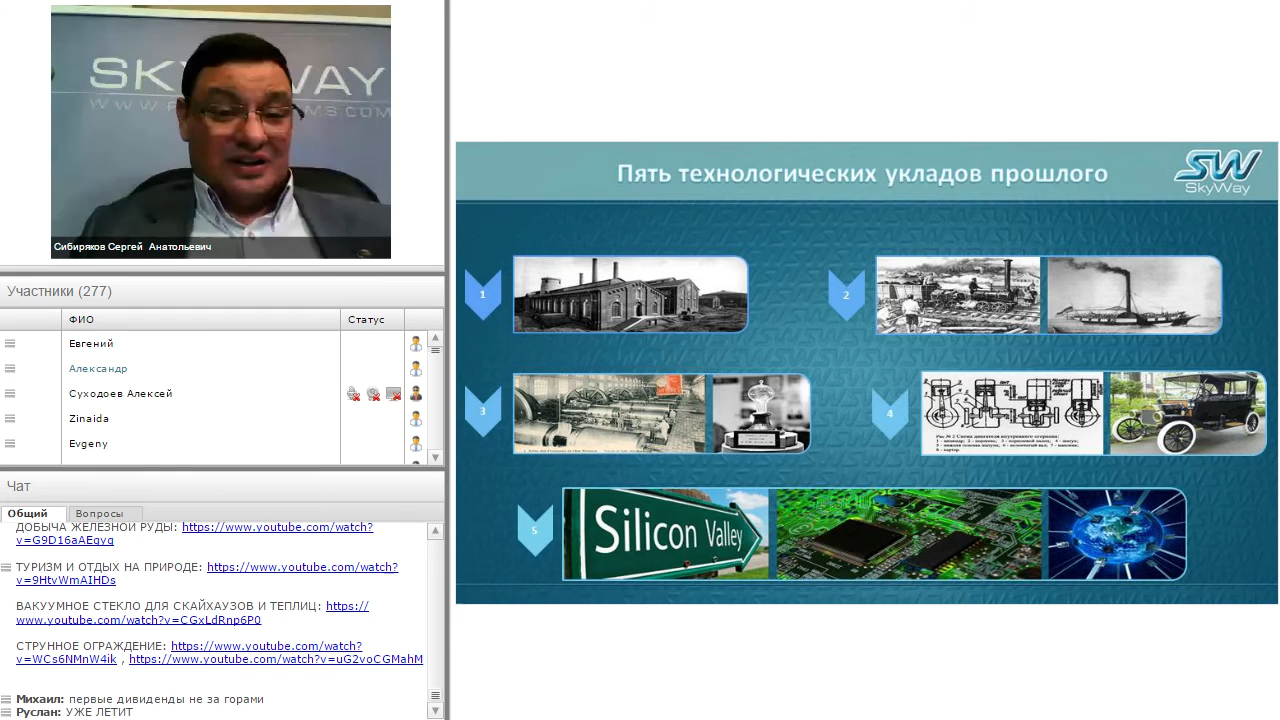 SKYWAY
Сибиряков Сергей Анатольевич
Участники (277)
ФИО
Статус
Евгений
Александр
Суходоев Алексей
Zinaida
Evgeny
Чат
Общий
Вопросы
ДОБЫЧА ЖЕЛЕЗНОЙ РУДЫ: https://www.youtube.com/watch?
v=G9D16aAEqyg
ТУРИЗМ И ОТДЫХ НА ПРИРОДЕ: https://www.youtube.com/watch?
v=9HtvWmAIHDs
ВАКУУМНОЕ СТЕКЛО ДЛЯ СКАЙХАУЗОВ И ТЕПЛИЦ: https://
www.youtube.com/watch?v=CGxLdRnp6P0
СТРУННОЕ ОГРАЖДЕНИЕ: https://www.youtube.com/watch?
v=WCs6NMnW4ik , https://www.youtube.com/watch?v=uG2voCGMahM
Михаил: первые дивиденды не за горами
Руслан: УЖЕ ЛЕТИТ
Пять технологических укладов прошлого
SW
SkyWay
1
2
3
4
5
Silicon Valley